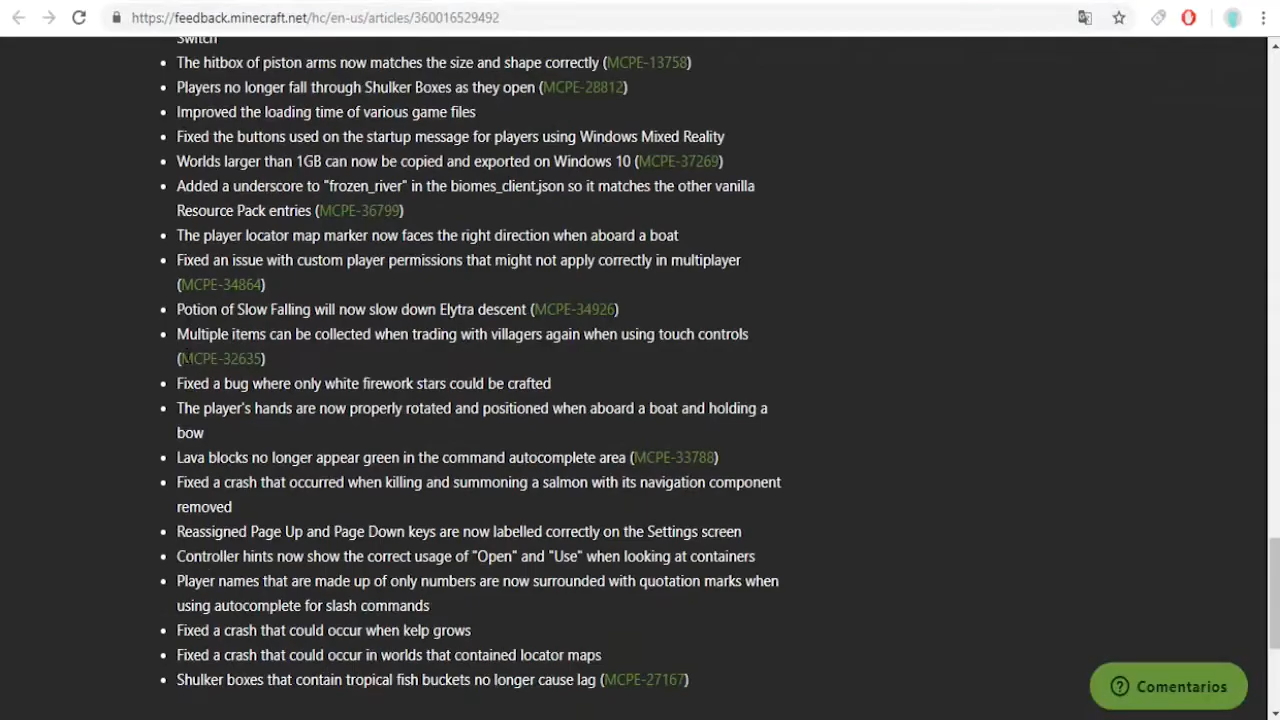 https://feedback.minecraft.net/hc/en-us/articles/360016529492
Switch
The hitbox of piston arms now matches the size and shape correctly (MCPE-13758)
Players no longer fall through Shulker Boxes as they open (MCPE-28812)
Improved the loading time of various game files
Fixed the buttons used on the startup message for players using Windows Mixed Reality
Worlds larger than 1GB can now be copied and exported on Windows 10 (MCPE-37269)
Added a underscore to "frozen_river" in the biomes_client.json so it matches the other vanilla
Resource Pack entries (MCPE-36799)
The player locator map marker now faces the right direction when aboard a boat
Fixed an issue with custom player permissions that might not apply correctly in multiplayer
(MCPE-34864)
Potion of Slow Falling will now slow down Elytra descent (MCPE-34926)
Multiple items can be collected when trading with villagers again when using touch controls
(MCPE-32635)
Fixed a bug where only white firework stars could be crafted
The player's hands are now properly rotated and positioned when aboard a boat and holding a
bow
Lava blocks no longer appear green in the command autocomplete area (MCPE-33788)
Fixed a crash that occurred when killing and summoning a salmon with its navigation component
removed
Reassigned Page Up and Page Down keys are now labelled correctly on the Settings screen
Controller hints now show the correct usage of "Open" and "Use" when looking at containers
Player names that are made up of only numbers are now surrounded with quotation marks when
using autocomplete for slash commands
Fixed a crash that could occur when kelp grows
Fixed a crash that could occur in worlds that contained locator maps
Shulker boxes that contain tropical fish buckets no longer cause lag (MCPE-27167)
Comentarios